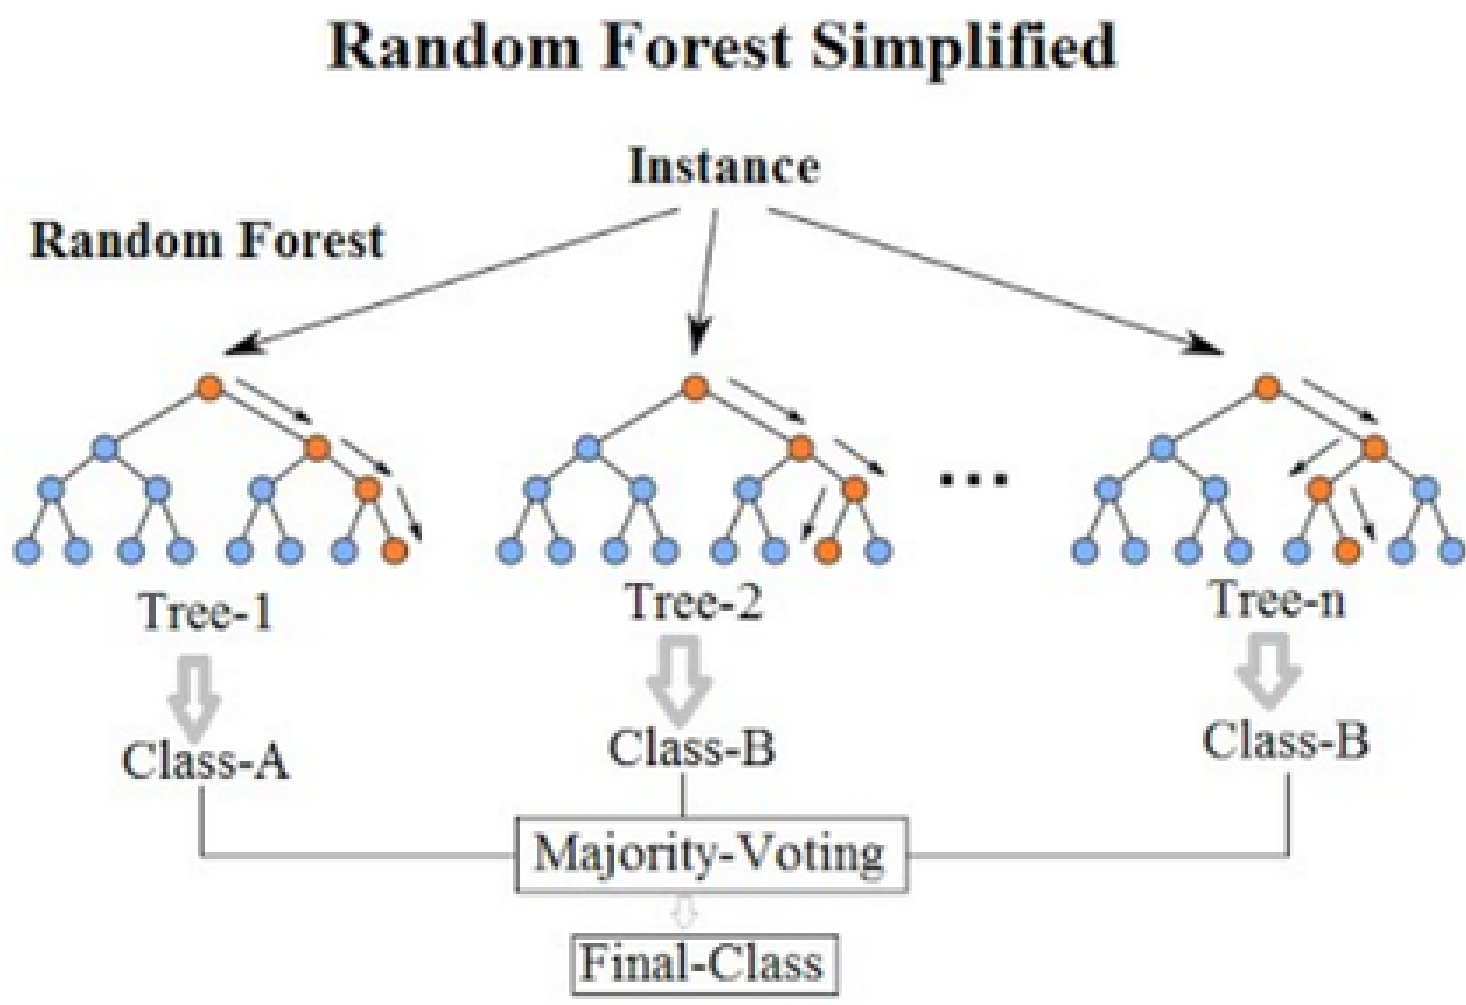 Random Forest Simplified
Instance
Random Forest
...
Tree-1
Tree-2
Tree-n
Class-A
Class-B
Class-B
Majority-Voting
Final-Class